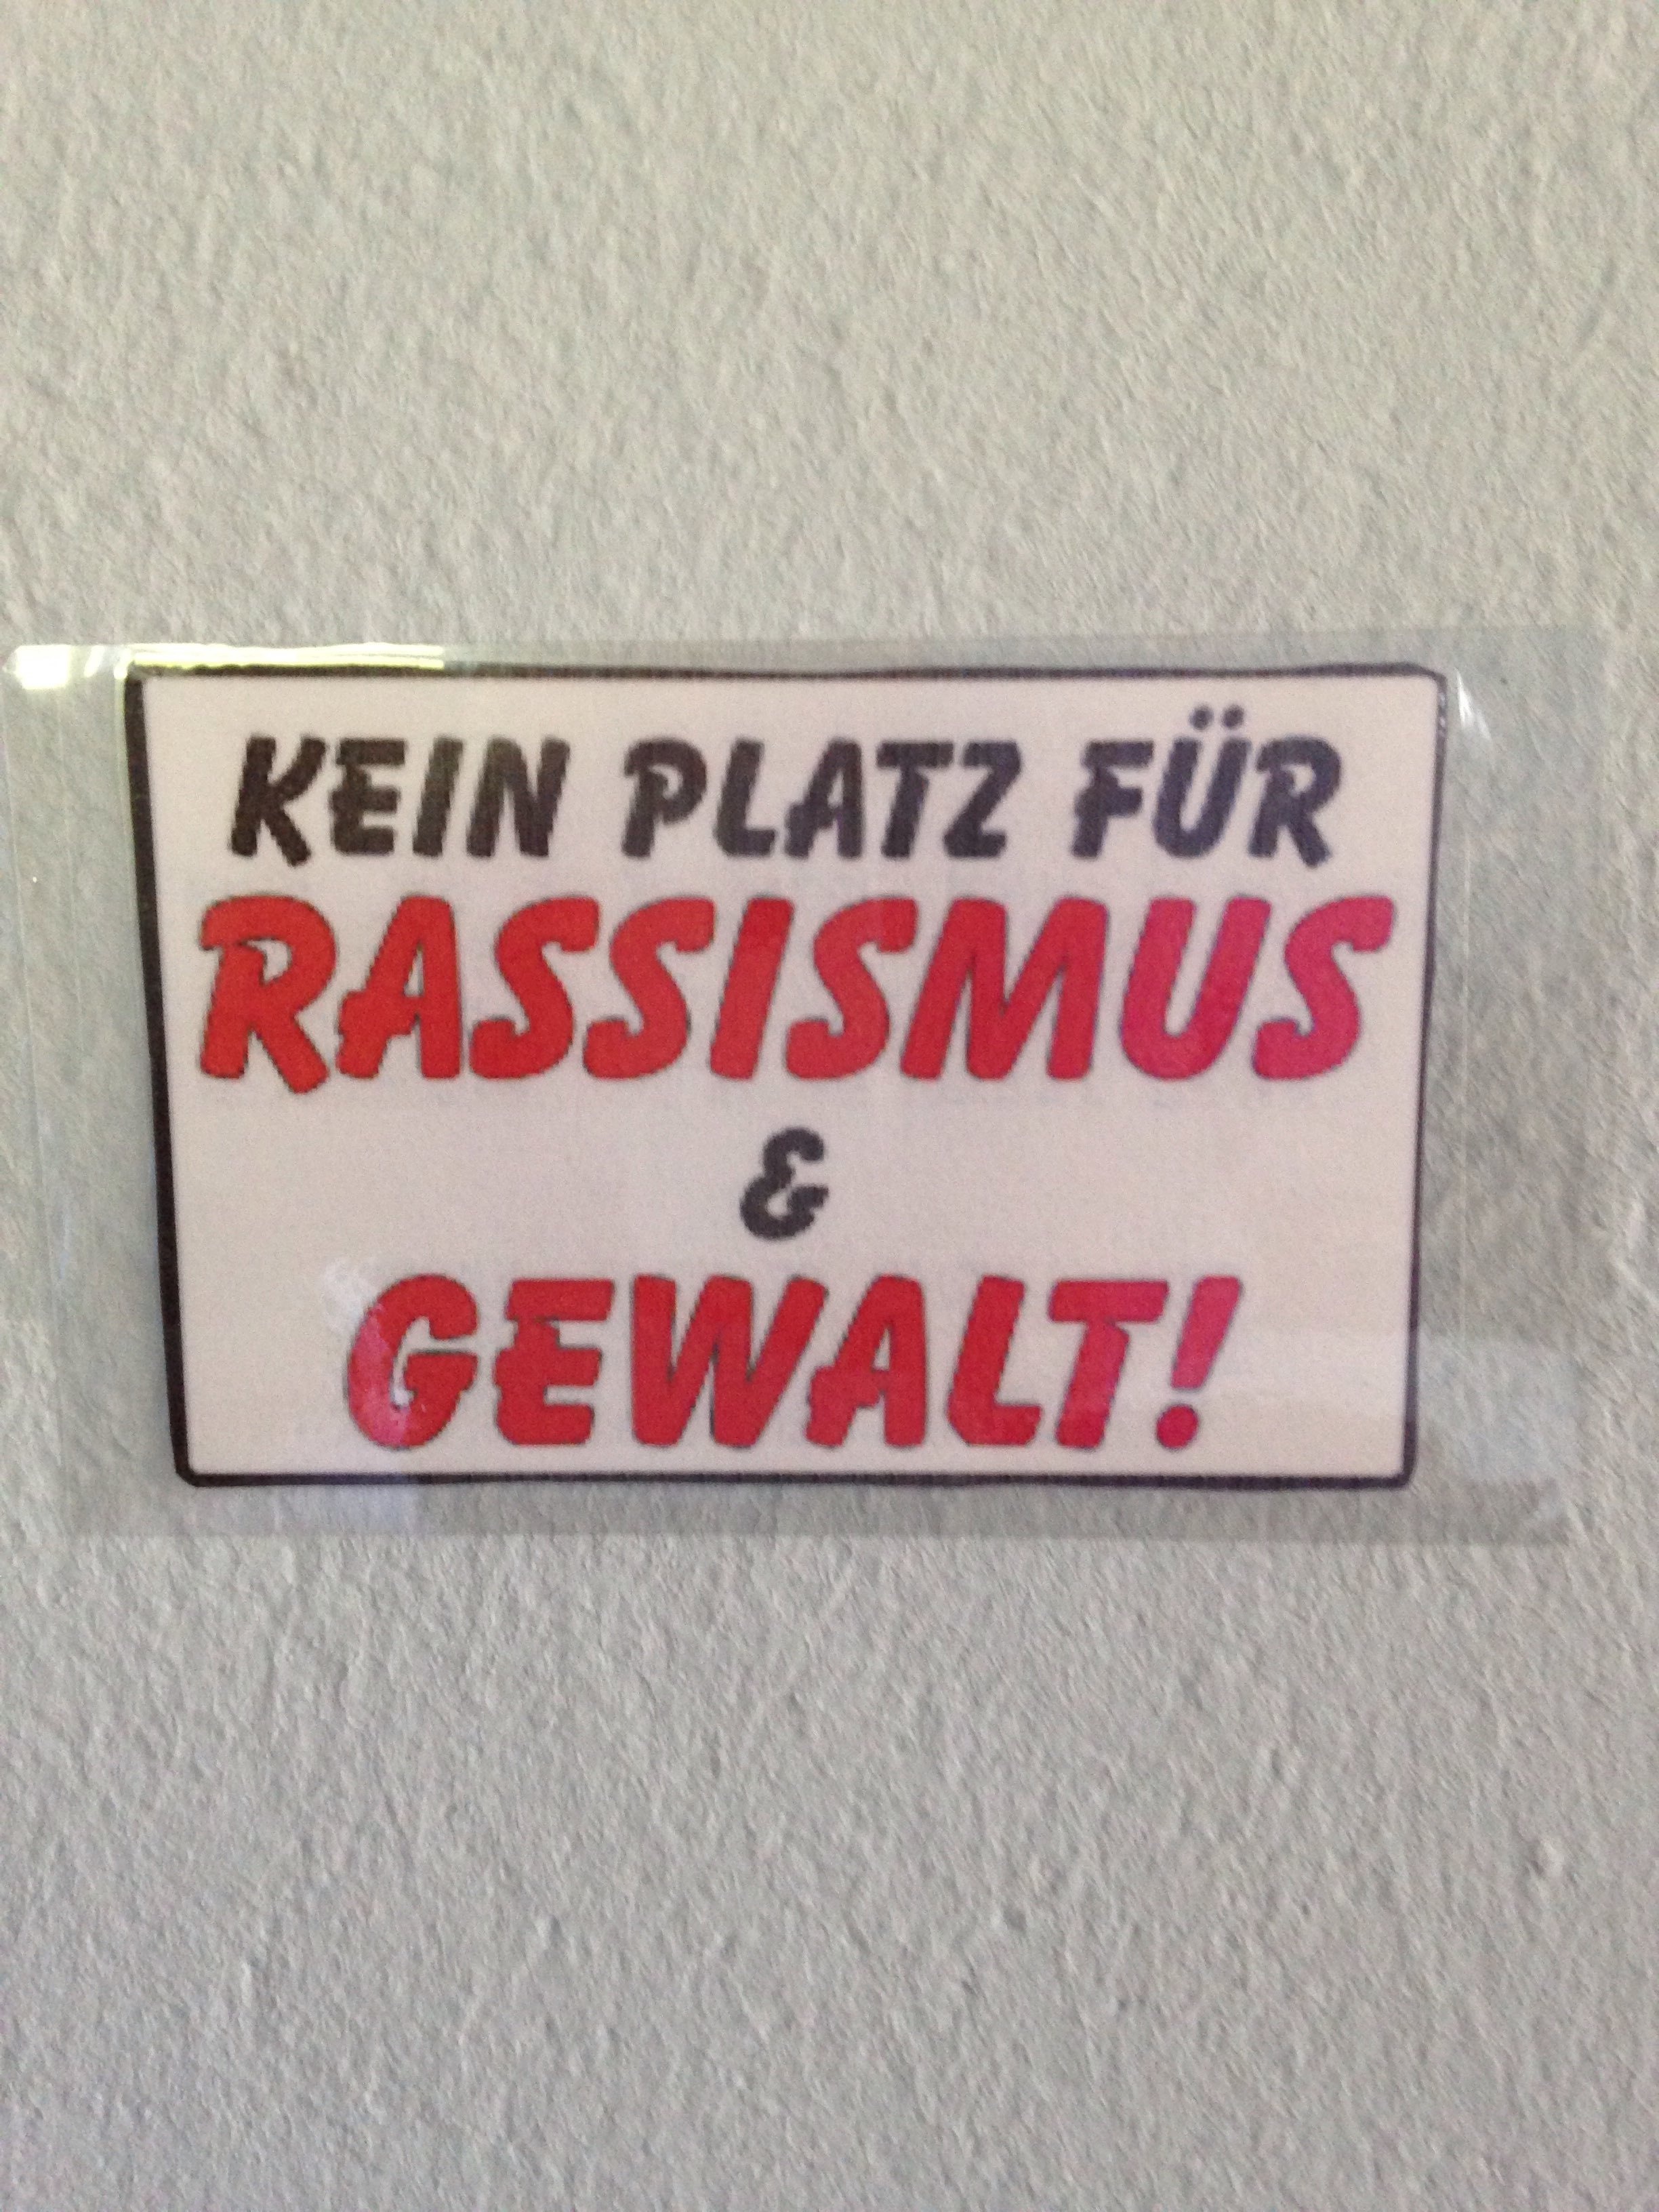 KEIN PLATZ FÜR
RASSISMUS
&
GEWALT!